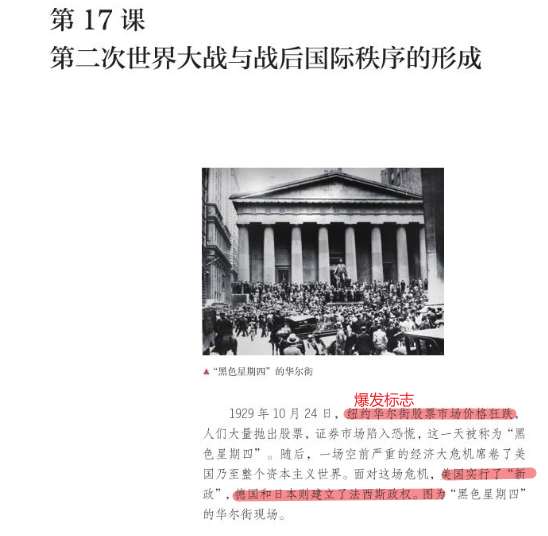 第 17 课
第二次世界大战与战后国际秩序的形成
▲“黑色星期四”的华尔街
爆发标志
1929 年 10 月 24 日，纽约华尔街股票市场价格狂跌，
人们大量抛出股票，证券市场陷入恐慌，这一天被称为“黑
色星期四”。随后，一场空前严重的经济大危机席卷了美
国乃至整个资本主义世界。面对这场危机，美国实行了“新
政”，德国和日本则建立了法西斯政权。图为“黑色星期四”
的华尔街现场。